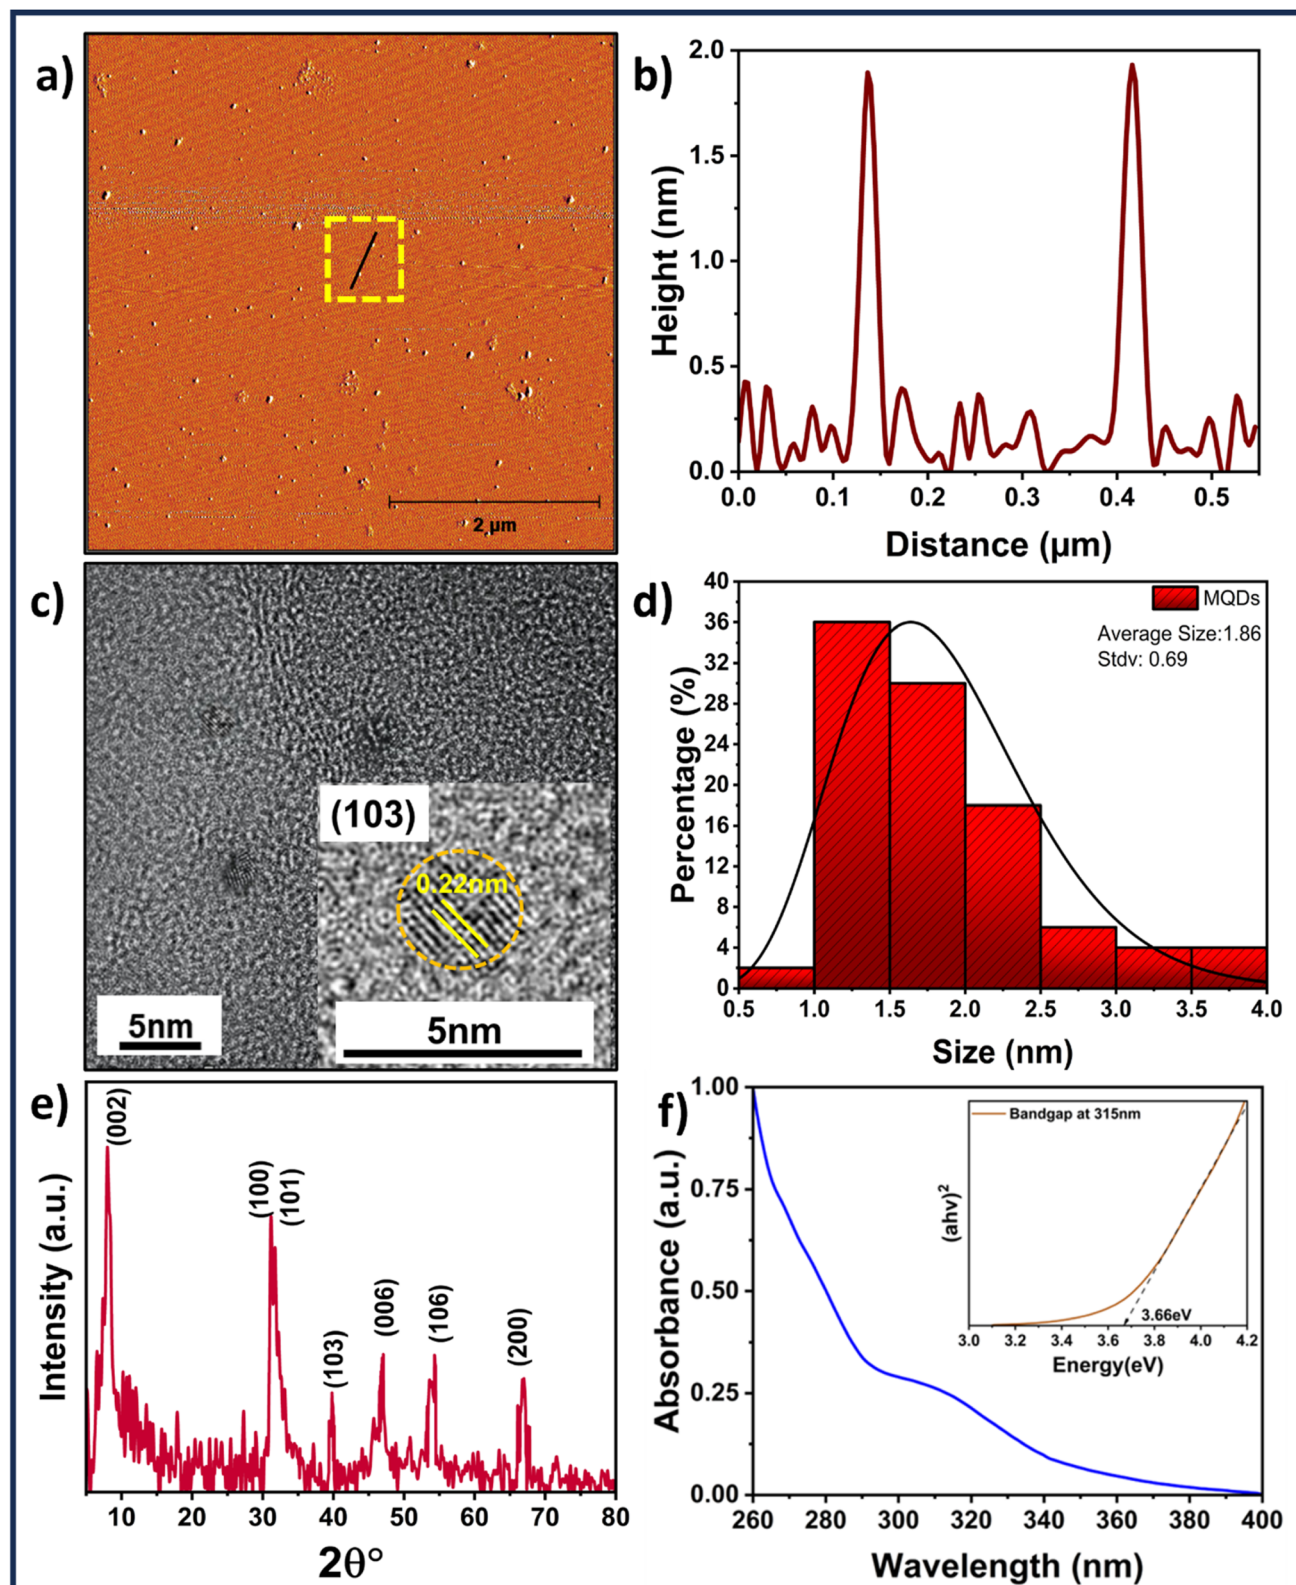 a)
2 µm
b)
2.0
1.5
1.0
0.5
0.0
Height (nm)
0.0 0.1 0.2 0.3 0.4 0.5
Distance (µm)
c)
(103)
0.22nm
5nm
5nm
d)
40
36
32
28
24
20
16
12
8
4
0
Percentage (%)
MQDs
Average Size:1.86
Stdv: 0.69
0.5 1.0 1.5 2.0 2.5 3.0 3.5 4.0
Size (nm)
e)
Intensity (a.u.)
(002)
(100)
(101)
(103)
(006)
(106)
(200)
10 20 30 40 50 60 70 80
2θ°
f)
1.00
0.75
0.50
0.25
0.00
Absorbance (a.u.)
Bandgap at 315nm
(ahv)²
3.66eV
3.0 3.2 3.4 3.6 3.8 4.0 4.2
Energy(eV)
260 280 300 320 340 360 380 400
Wavelength (nm)